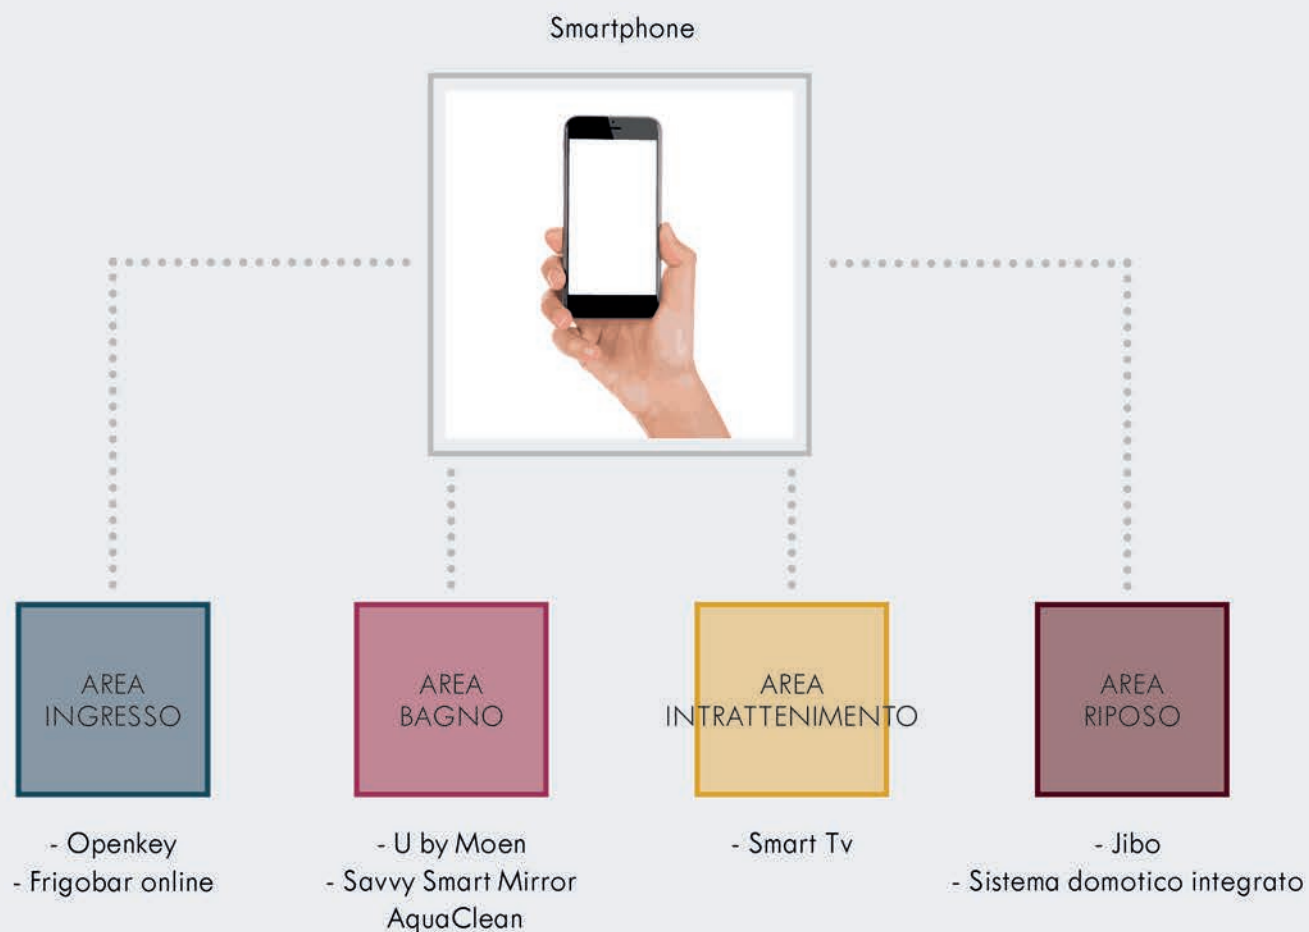 Smartphone
AREA
INGRESSO
AREA
BAGNO
AREA
INTRATTENIMENTO
AREA
RIPOSO
- Openkey
- Frigobar online
- U by Moen
- Savvy Smart Mirror
AquaClean
- Smart Tv
- Jibo
- Sistema domotico integrato